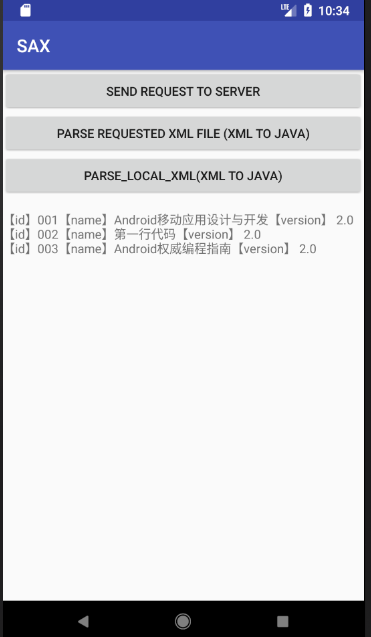 LTE 10:34
SAX
SEND REQUEST TO SERVER
PARSE REQUESTED XML FILE (XML TO JAVA)
PARSE_LOCAL_XML(XML TO JAVA)
【id】001【name】Android移动应用设计与开发【version】 2.0
【id】002【name】第一行代码【version】 2.0
【id】003【name】Android权威编程指南【version】 2.0